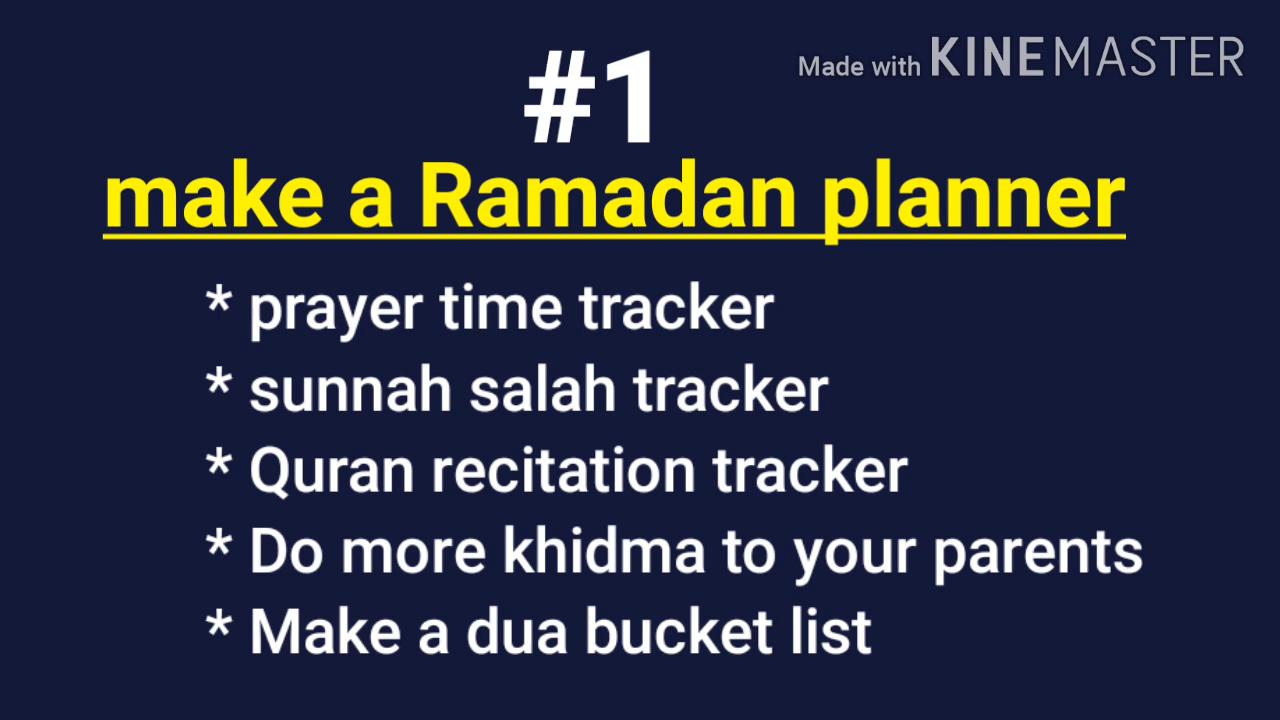 Made with KINEMASTER
#1
make a Ramadan planner
* prayer time tracker
* sunnah salah tracker
* Quran recitation tracker
* Do more khidma to your parents
* Make a dua bucket list